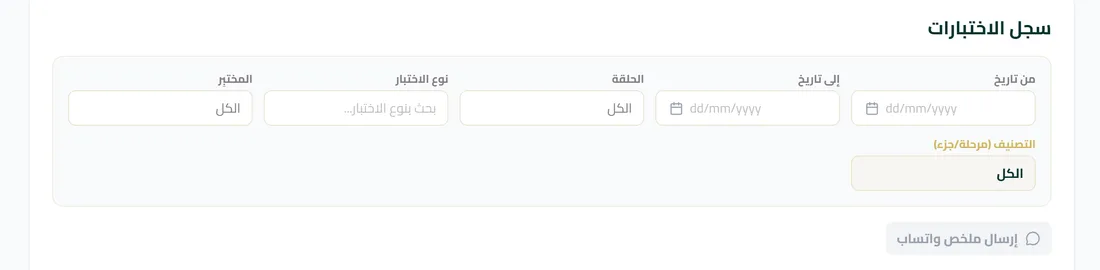 سجل الاختبارات
من تاريخ
إلى تاريخ
الحلقة
نوع الاختبار
المختبر
dd/mm/yyyy
dd/mm/yyyy
الكل
بحث بنوع الاختبار...
الكل
التصنيف (مرحلة/جزء)
الكل
إرسال ملخص واتساب